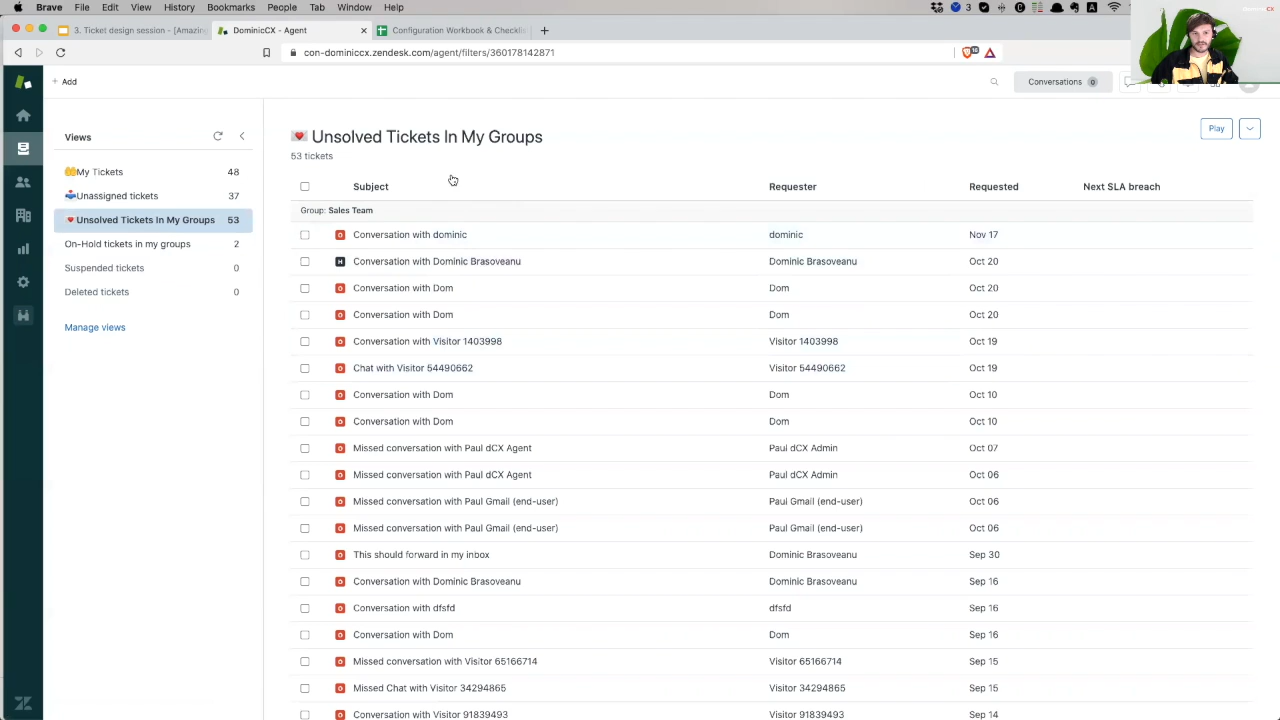 Brave File Edit View History Bookmarks People Tab Window Help
3. Ticket design session - [Amazing
DominicCX - Agent
Configuration Workbook & Checklis
con-dominiccx.zendesk.com/agent/filters/360178142871
+ Add
Conversations 0
Views
My Tickets 48
Unassigned tickets 37
Unsolved Tickets In My Groups 53
On-Hold tickets in my groups 2
Suspended tickets 0
Deleted tickets 0
Manage views
Unsolved Tickets In My Groups
53 tickets
Play
Subject Requester Requested Next SLA breach
Group: Sales Team
O Conversation with dominic dominic Nov 17
H Conversation with Dominic Brasoveanu Dominic Brasoveanu Oct 20
O Conversation with Dom Dom Oct 20
O Conversation with Dom Dom Oct 20
O Conversation with Visitor 1403998 Visitor 1403998 Oct 19
O Chat with Visitor 54490662 Visitor 54490662 Oct 19
O Conversation with Dom Dom Oct 10
O Conversation with Dom Dom Oct 10
O Missed conversation with Paul dCX Agent Paul dCX Admin Oct 07
O Missed conversation with Paul dCX Agent Paul dCX Admin Oct 06
O Missed conversation with Paul Gmail (end-user) Paul Gmail (end-user) Oct 06
O Missed conversation with Paul Gmail (end-user) Paul Gmail (end-user) Oct 06
O This should forward in my inbox Dominic Brasoveanu Sep 30
O Conversation with Dominic Brasoveanu Dominic Brasoveanu Sep 16
O Conversation with dfsfd dfsfd Sep 16
O Conversation with Dom Dom Sep 16
O Missed conversation with Visitor 65166714 Visitor 65166714 Sep 15
O Missed Chat with Visitor 34294865 Visitor 34294865 Sep 15
O Conversation with Visitor 91839493 Visitor 91839493 Sep 14